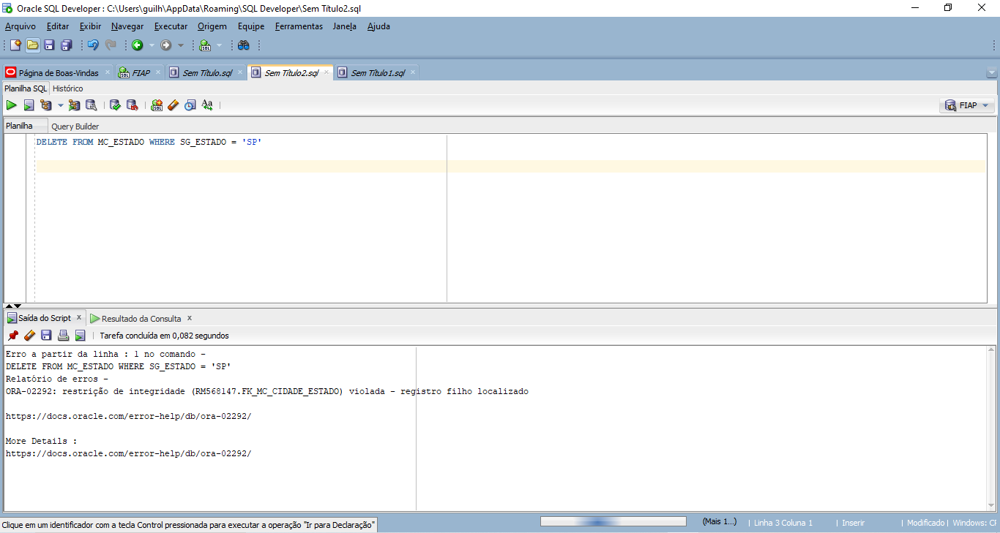 Oracle SQL Developer : C:\Users\guilh\AppData\Roaming\SQL Developer\Sem Título2.sql
Arquivo Editar Exibir Navegar Executar Origem Equipe Ferramentas Janela Ajuda
SQL
Página de Boas-Vindas FIAP Sem Título.sql Sem Título2.sql Sem Título1.sql
Planilha SQL Histórico
Aa
FIAP
Planilha Query Builder
DELETE FROM MC_ESTADO WHERE SG_ESTADO = 'SP'
Saída do Script x Resultado da Consulta x
Tarefa concluída em 0,082 segundos
Erro a partir da linha : 1 no comando -
DELETE FROM MC_ESTADO WHERE SG_ESTADO = 'SP'
Relatório de erros -
ORA-02292: restrição de integridade (RM568147.FK_MC_CIDADE_ESTADO) violada - registro filho localizado
https://docs.oracle.com/error-help/db/ora-02292/
More Details :
https://docs.oracle.com/error-help/db/ora-02292/
Clique em um identificador com a tecla Control pressionada para executar a operação "Ir para Declaração" (Mais 1...) | Linha 3 Coluna 1 | Inserir | Modificado | Windows: CF